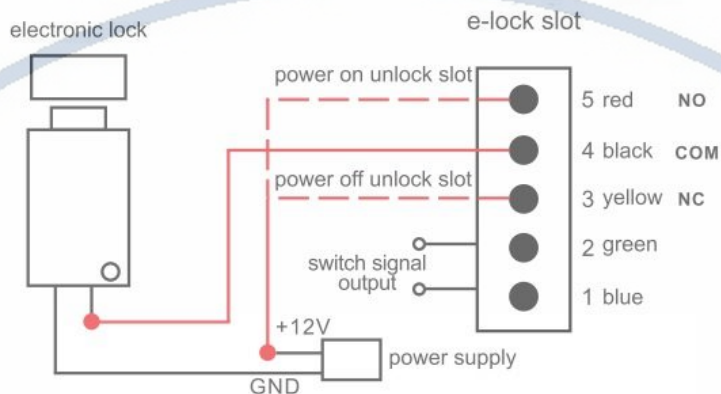 electronic lock
e-lock slot
power on unlock slot
5 red NO
4 black COM
power off unlock slot
3 yellow NC
2 green
switch signal
output
1 blue
+12V
power supply
GND